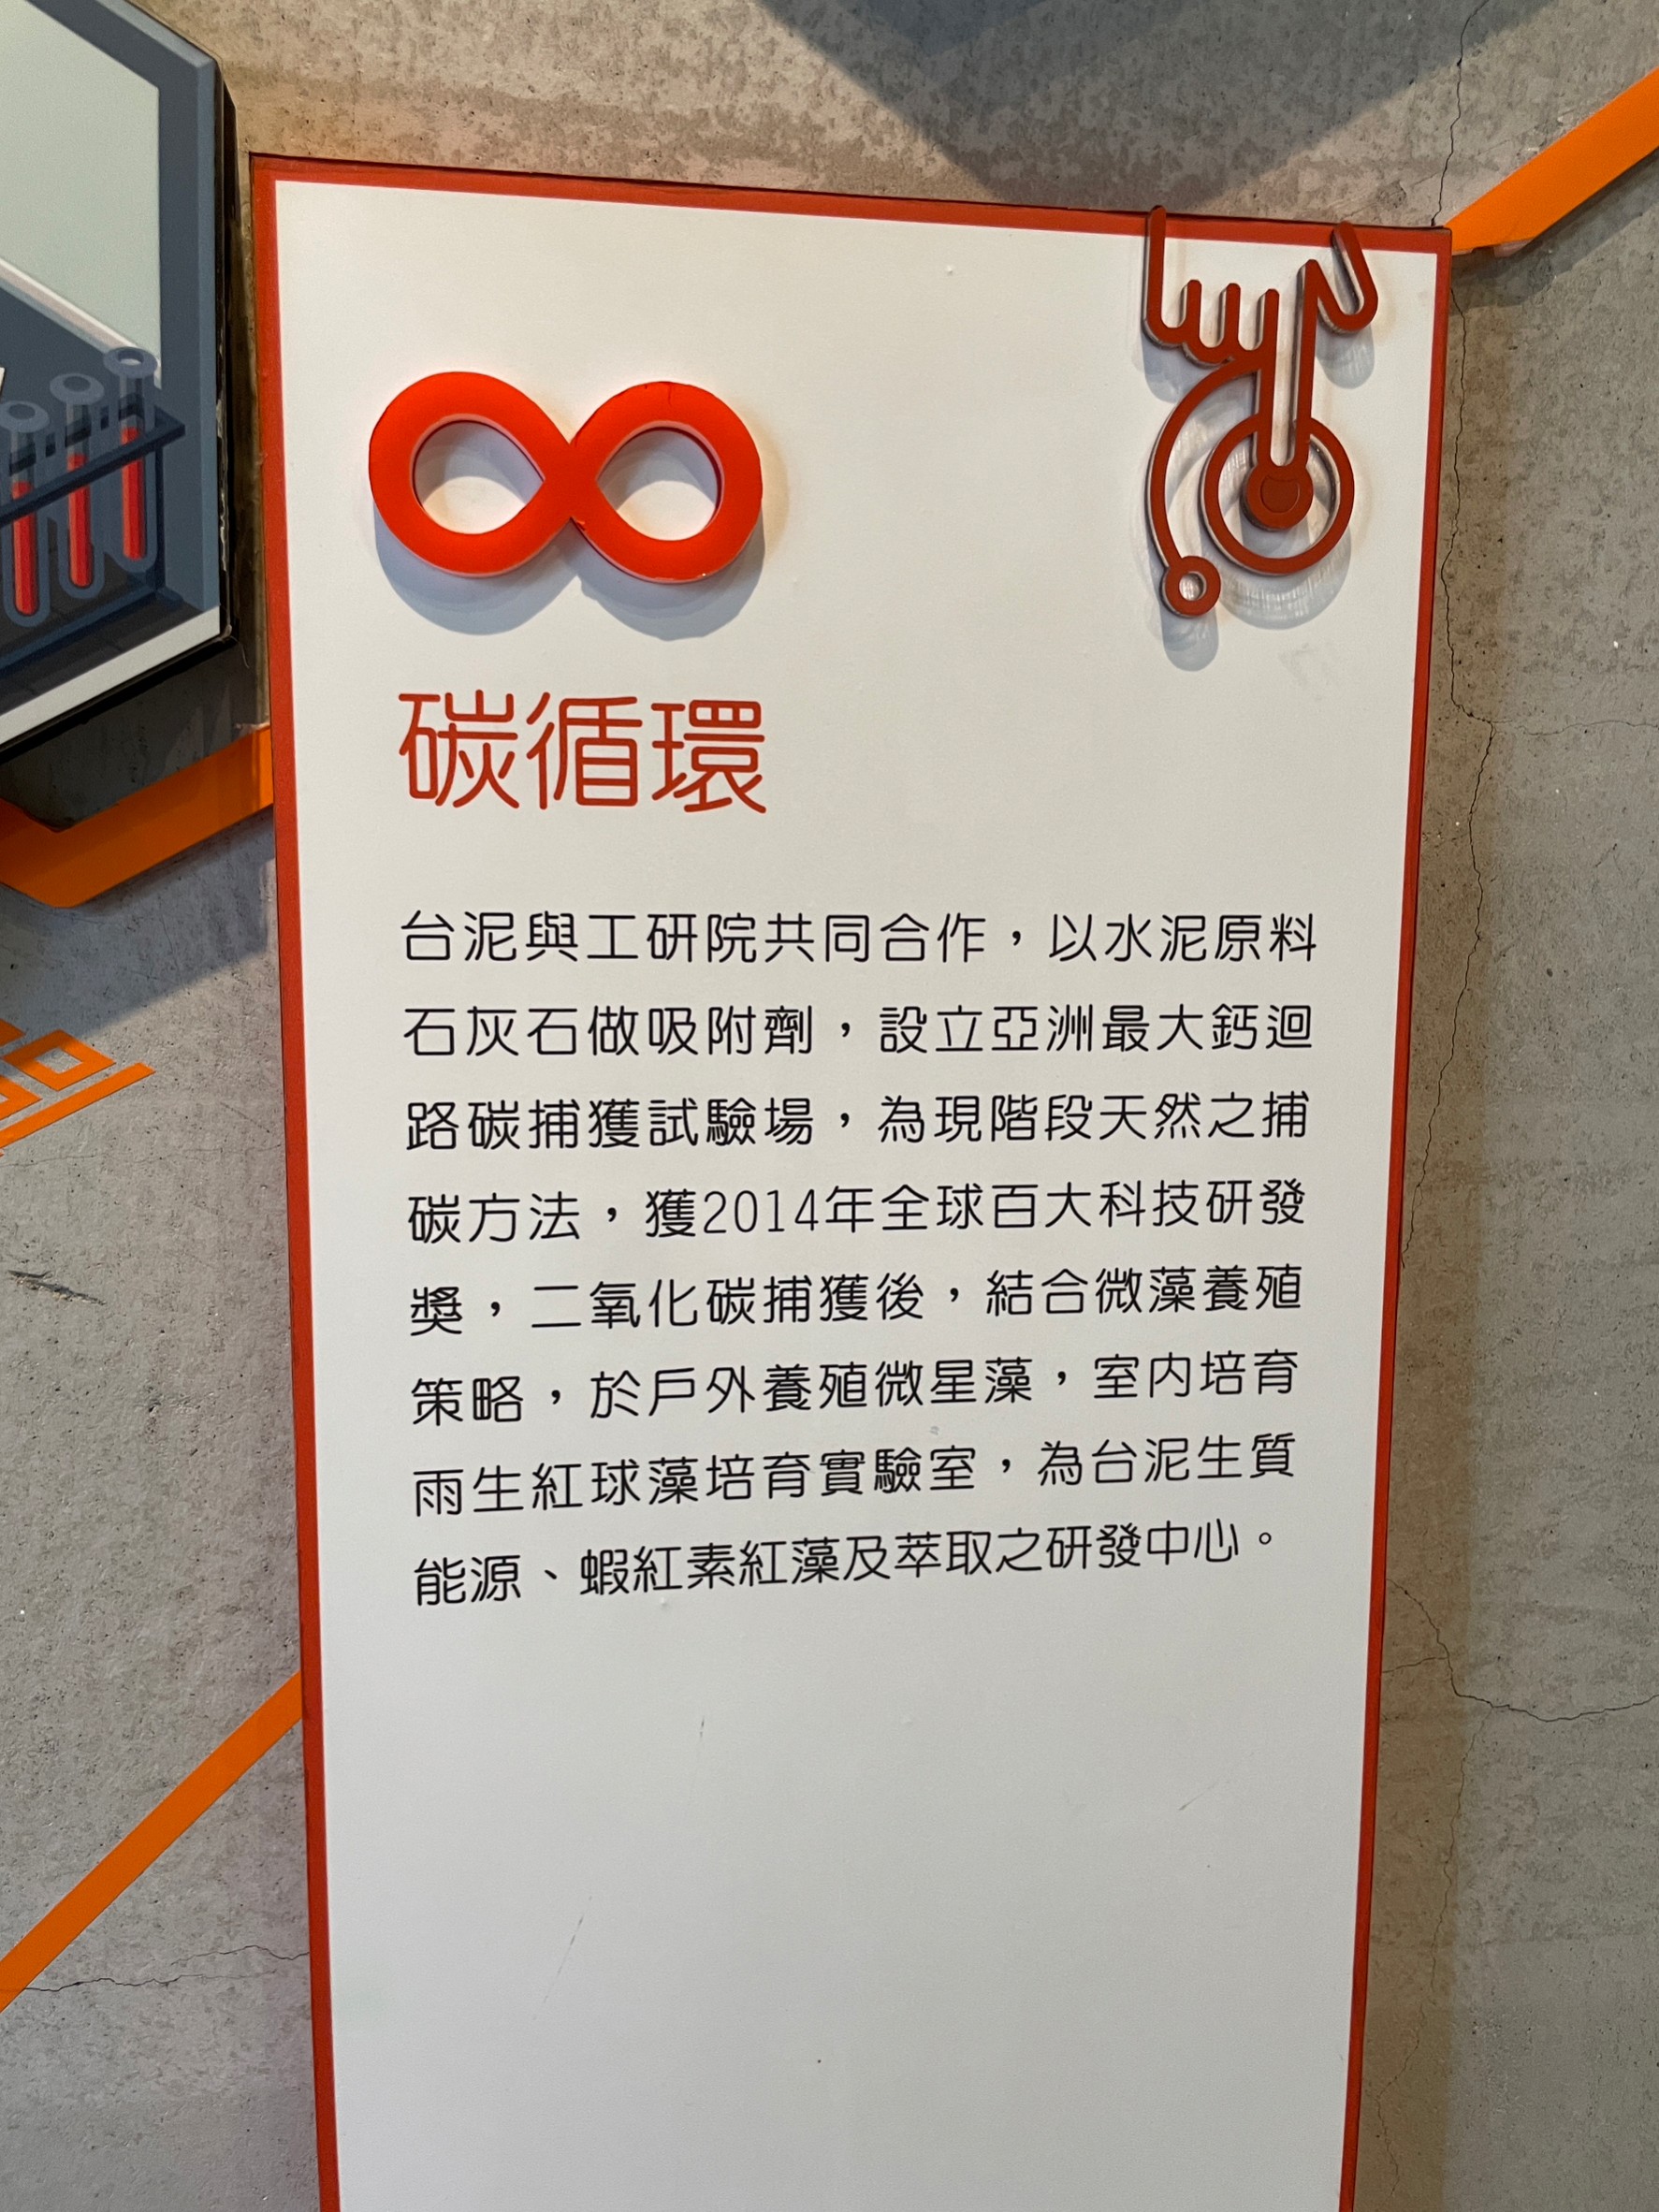 碳循環
台泥與工研院共同合作，以水泥原料
石灰石做吸附劑，設立亞洲最大鈣迴
路碳捕獲試驗場，為現階段天然之捕
碳方法，獲2014年全球百大科技研發
獎，二氧化碳捕獲後，結合微藻養殖
策略，於戶外養殖微星藻，室內培育
雨生紅球藻培育實驗室，為台泥生質
能源、蝦紅素紅藻及萃取之研發中心。